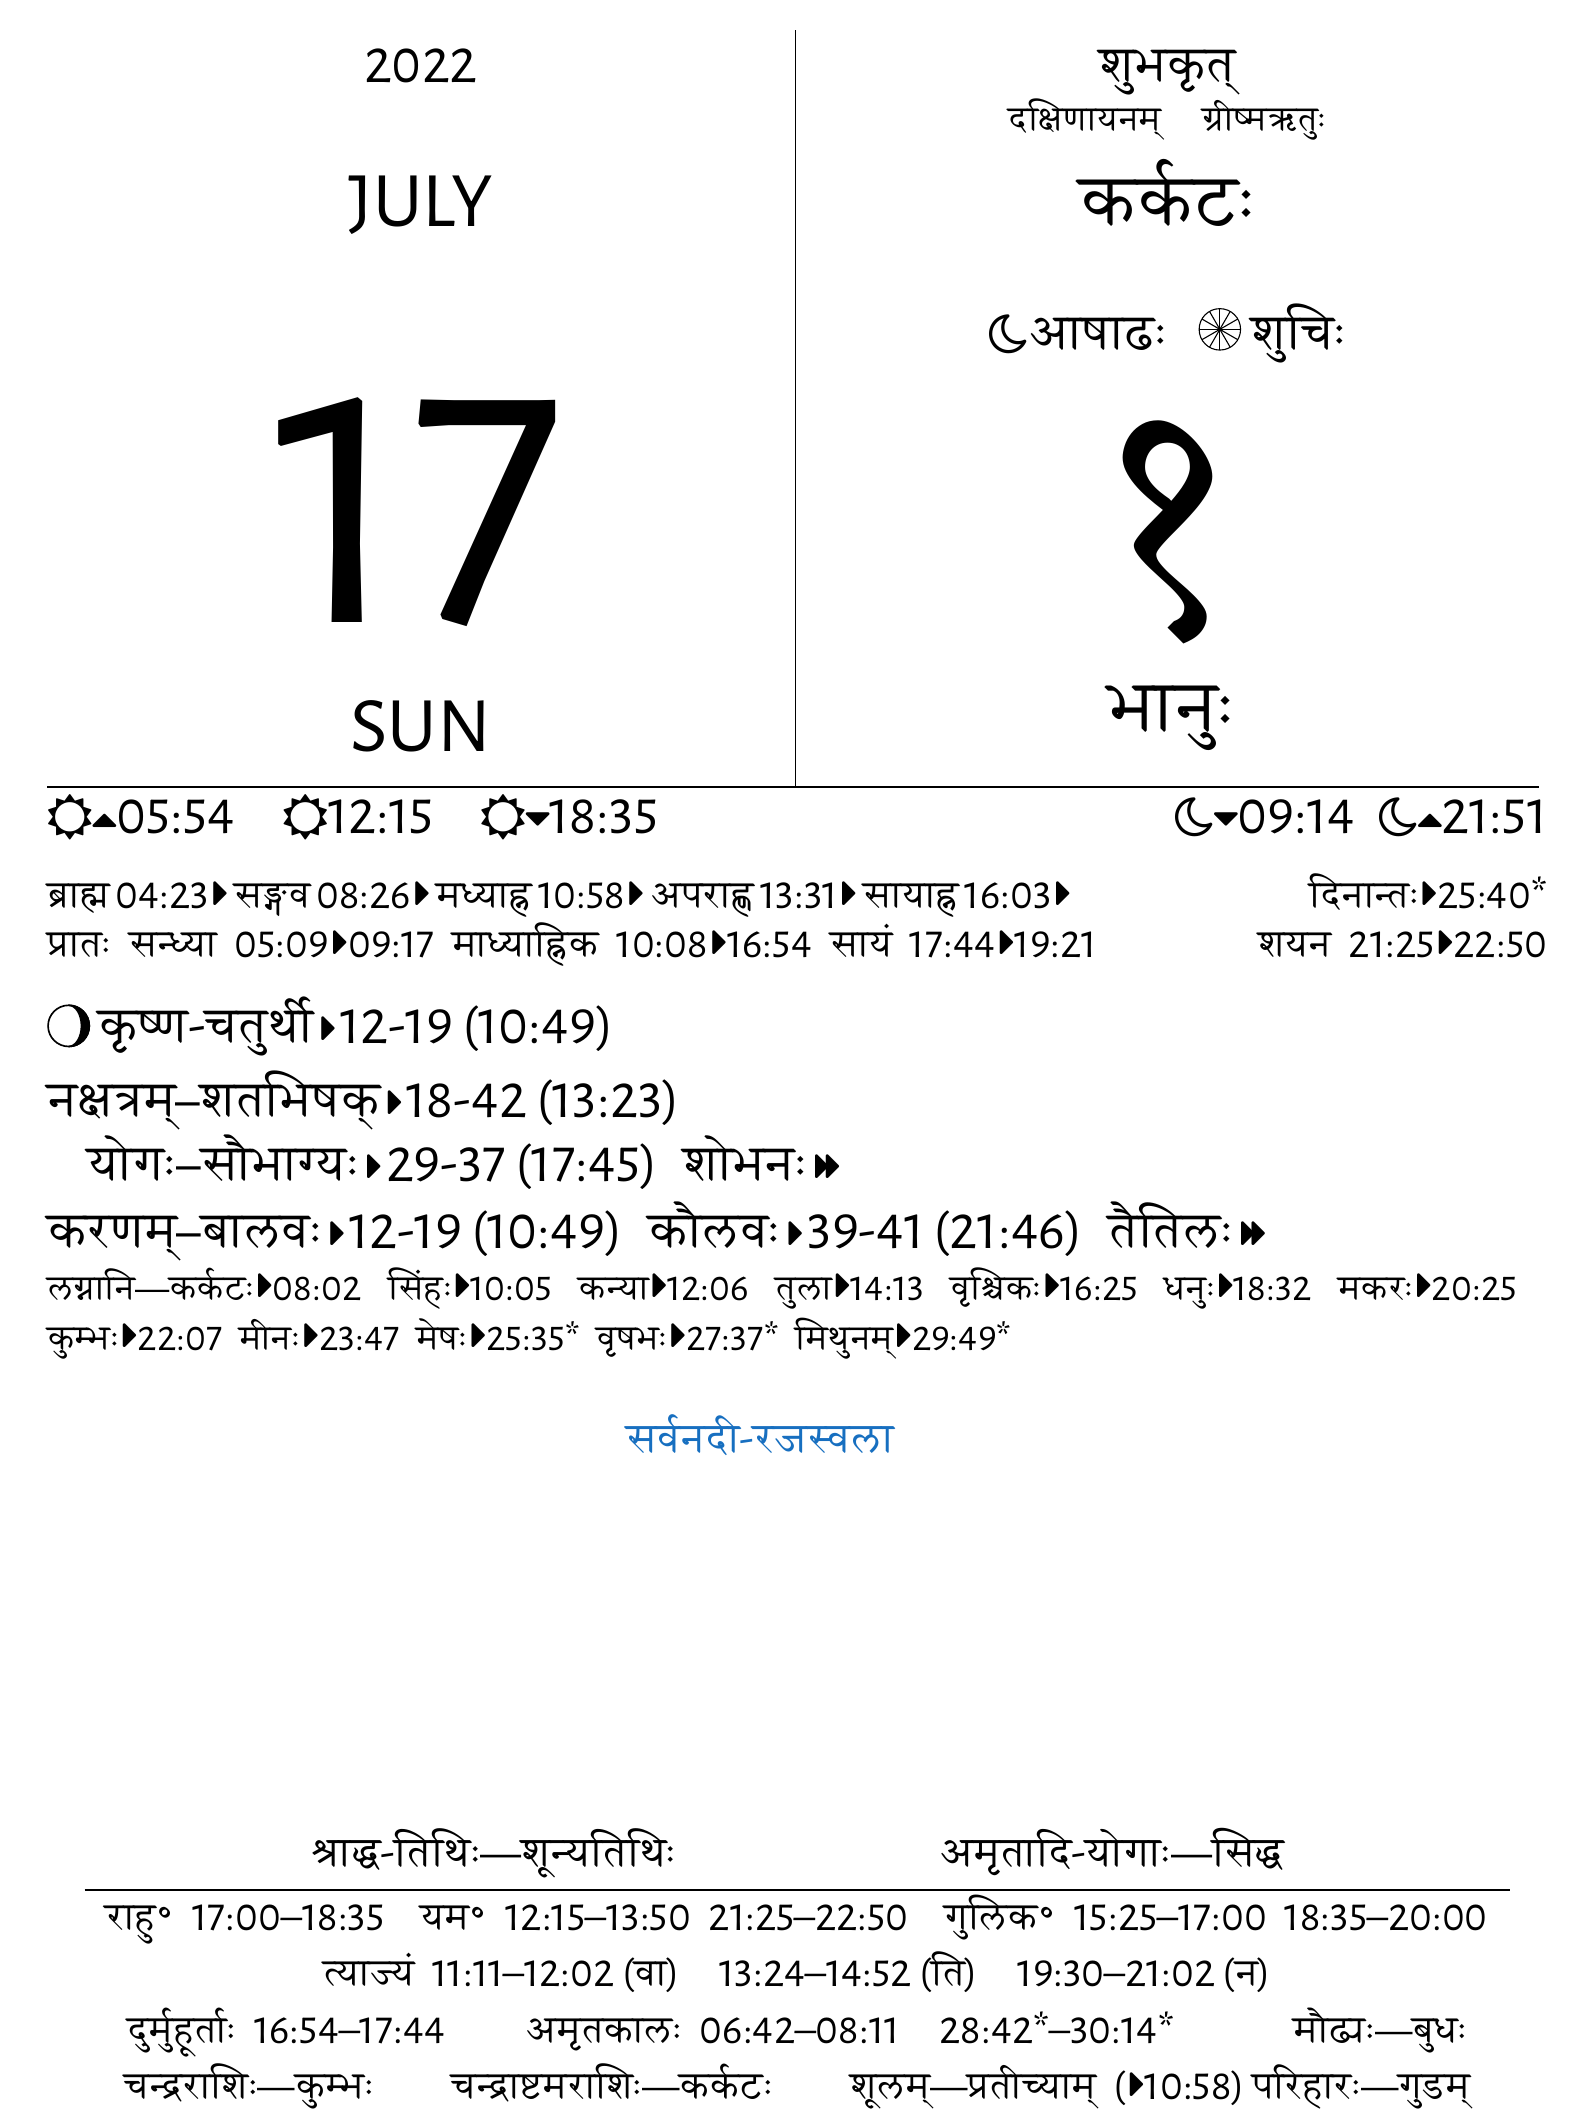 2022
JULY
17
SUN
शुभकृत्
दक्षिणायनम् ग्रीष्मऋतुः
कर्कटः
आषाढः शुचिः
१
भानुः
05:54 12:15 18:35 09:14 21:51
ब्राह्म 04:23 सङ्गव 08:26 मध्याह्न 10:58 अपराह्ण 13:31 सायाह्न 16:03 दिनान्तः 25:40*
प्रातः सन्ध्या 05:09 09:17 माध्याह्निक 10:08 16:54 सायं 17:44 19:21 शयन 21:25 22:50
कृष्ण-चतुर्थी 12-19 (10:49)
नक्षत्रम्–शतभिषक् 18-42 (13:23)
योगः–सौभाग्यः 29-37 (17:45) शोभनः
करणम्–बालवः 12-19 (10:49) कौलवः 39-41 (21:46) तैतिलः
लग्नानि—कर्कटः 08:02 सिंहः 10:05 कन्या 12:06 तुला 14:13 वृश्चिकः 16:25 धनुः 18:32 मकरः 20:25
कुम्भः 22:07 मीनः 23:47 मेषः 25:35* वृषभः 27:37* मिथुनम् 29:49*
सर्वनदी-रजस्वला
श्राद्ध-तिथिः—शून्यतिथिः अमृतादि-योगाः—सिद्ध
राहु° 17:00–18:35 यम° 12:15–13:50 21:25–22:50 गुलिक° 15:25–17:00 18:35–20:00
त्याज्यं 11:11–12:02 (वा) 13:24–14:52 (ति) 19:30–21:02 (न)
दुर्मुहूर्ताः 16:54–17:44 अमृतकालः 06:42–08:11 28:42*–30:14* मौढ्यः—बुधः
चन्द्रराशिः—कुम्भः चन्द्राष्टमराशिः—कर्कटः शूलम्—प्रतीच्याम् (10:58) परिहारः—गुडम्